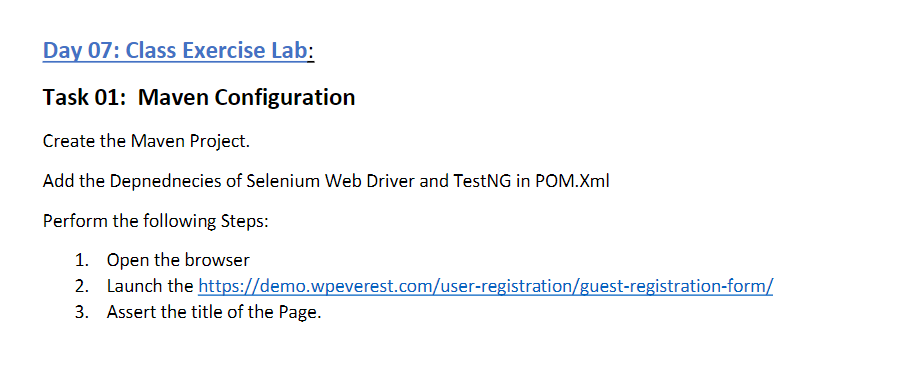 Day 07: Class Exercise Lab:
Task 01:  Maven Configuration
Create the Maven Project.
Add the Depnednecies of Selenium Web Driver and TestNG in POM.Xml
Perform the following Steps:
1. Open the browser
2. Launch the https://demo.wpeverest.com/user-registration/guest-registration-form/
3. Assert the title of the Page.